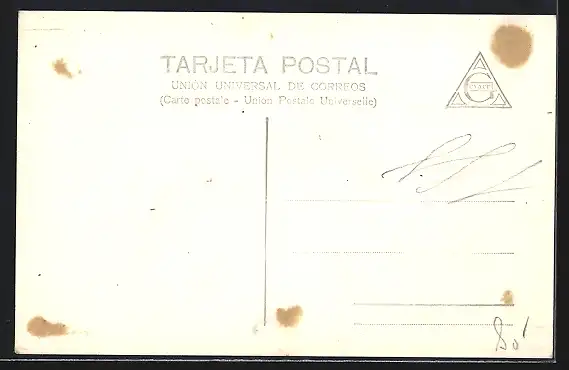 TARJETA POSTAL
UNIÓN UNIVERSAL DE CORREOS
(Carte postale - Union Postale Universelle)